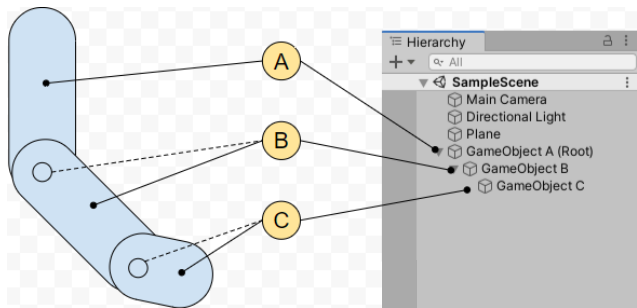 A
B
C
Hierarchy
All
SampleScene
Main Camera
Directional Light
Plane
GameObject A (Root)
GameObject B
GameObject C